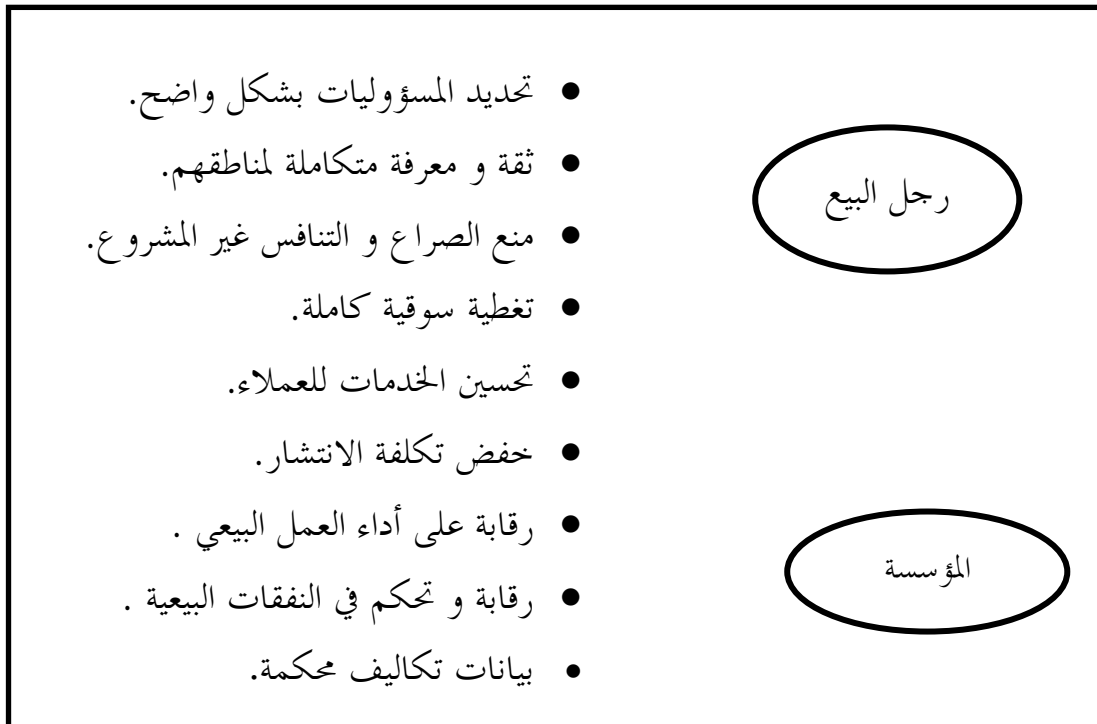 رجل البيع
• تحديد المسؤوليات بشكل واضح.
• ثقة و معرفة متكاملة لمناطقهم.
• منع الصراع و التنافس غير المشروع.
• تغطية سوقية كاملة.
• تحسين الخدمات للعملاء.
• خفض تكلفة الانتشار.
المؤسسة
• رقابة على أداء العمل البيعي .
• رقابة و تحكم في النفقات البيعية .
• بيانات تكاليف محكمة.